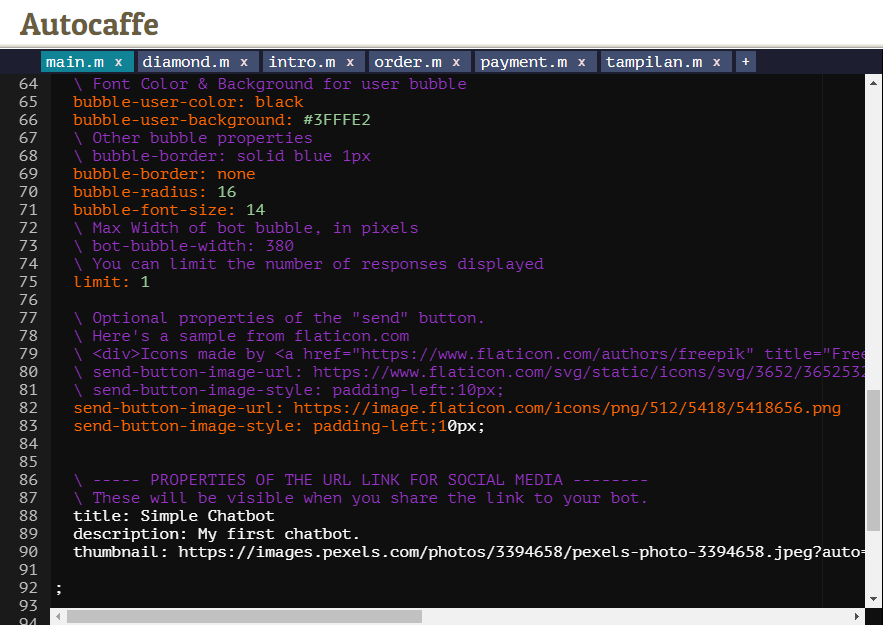 Autocaffe
main.m x diamond.m x intro.m x order.m x payment.m x tampilan.m x +
64 \ Font Color & Background for user bubble
65 bubble-user-color: black
66 bubble-user-background: #3FFFE2
67 \ Other bubble properties
68 \ bubble-border: solid blue 1px
69 bubble-border: none
70 bubble-radius: 16
71 bubble-font-size: 14
72 \ Max Width of bot bubble, in pixels
73 \ bot-bubble-width: 380
74 \ You can limit the number of responses displayed
75 limit: 1
76
77 \ Optional properties of the "send" button.
78 \ Here's a sample from flaticon.com
79 \ <div>Icons made by <a href="https://www.flaticon.com/authors/freepik" title="Free
80 \ send-button-image-url: https://www.flaticon.com/svg/static/icons/svg/3652/3652532
81 \ send-button-image-style: padding-left:10px;
82 send-button-image-url: https://image.flaticon.com/icons/png/512/5418/5418656.png
83 send-button-image-style: padding-left;10px;
84
85
86 \ ----- PROPERTIES OF THE URL LINK FOR SOCIAL MEDIA --------
87 \ These will be visible when you share the link to your bot.
88 title: Simple Chatbot
89 description: My first chatbot.
90 thumbnail: https://images.pexels.com/photos/3394658/pexels-photo-3394658.jpeg?auto=
91
92 ;
93
94